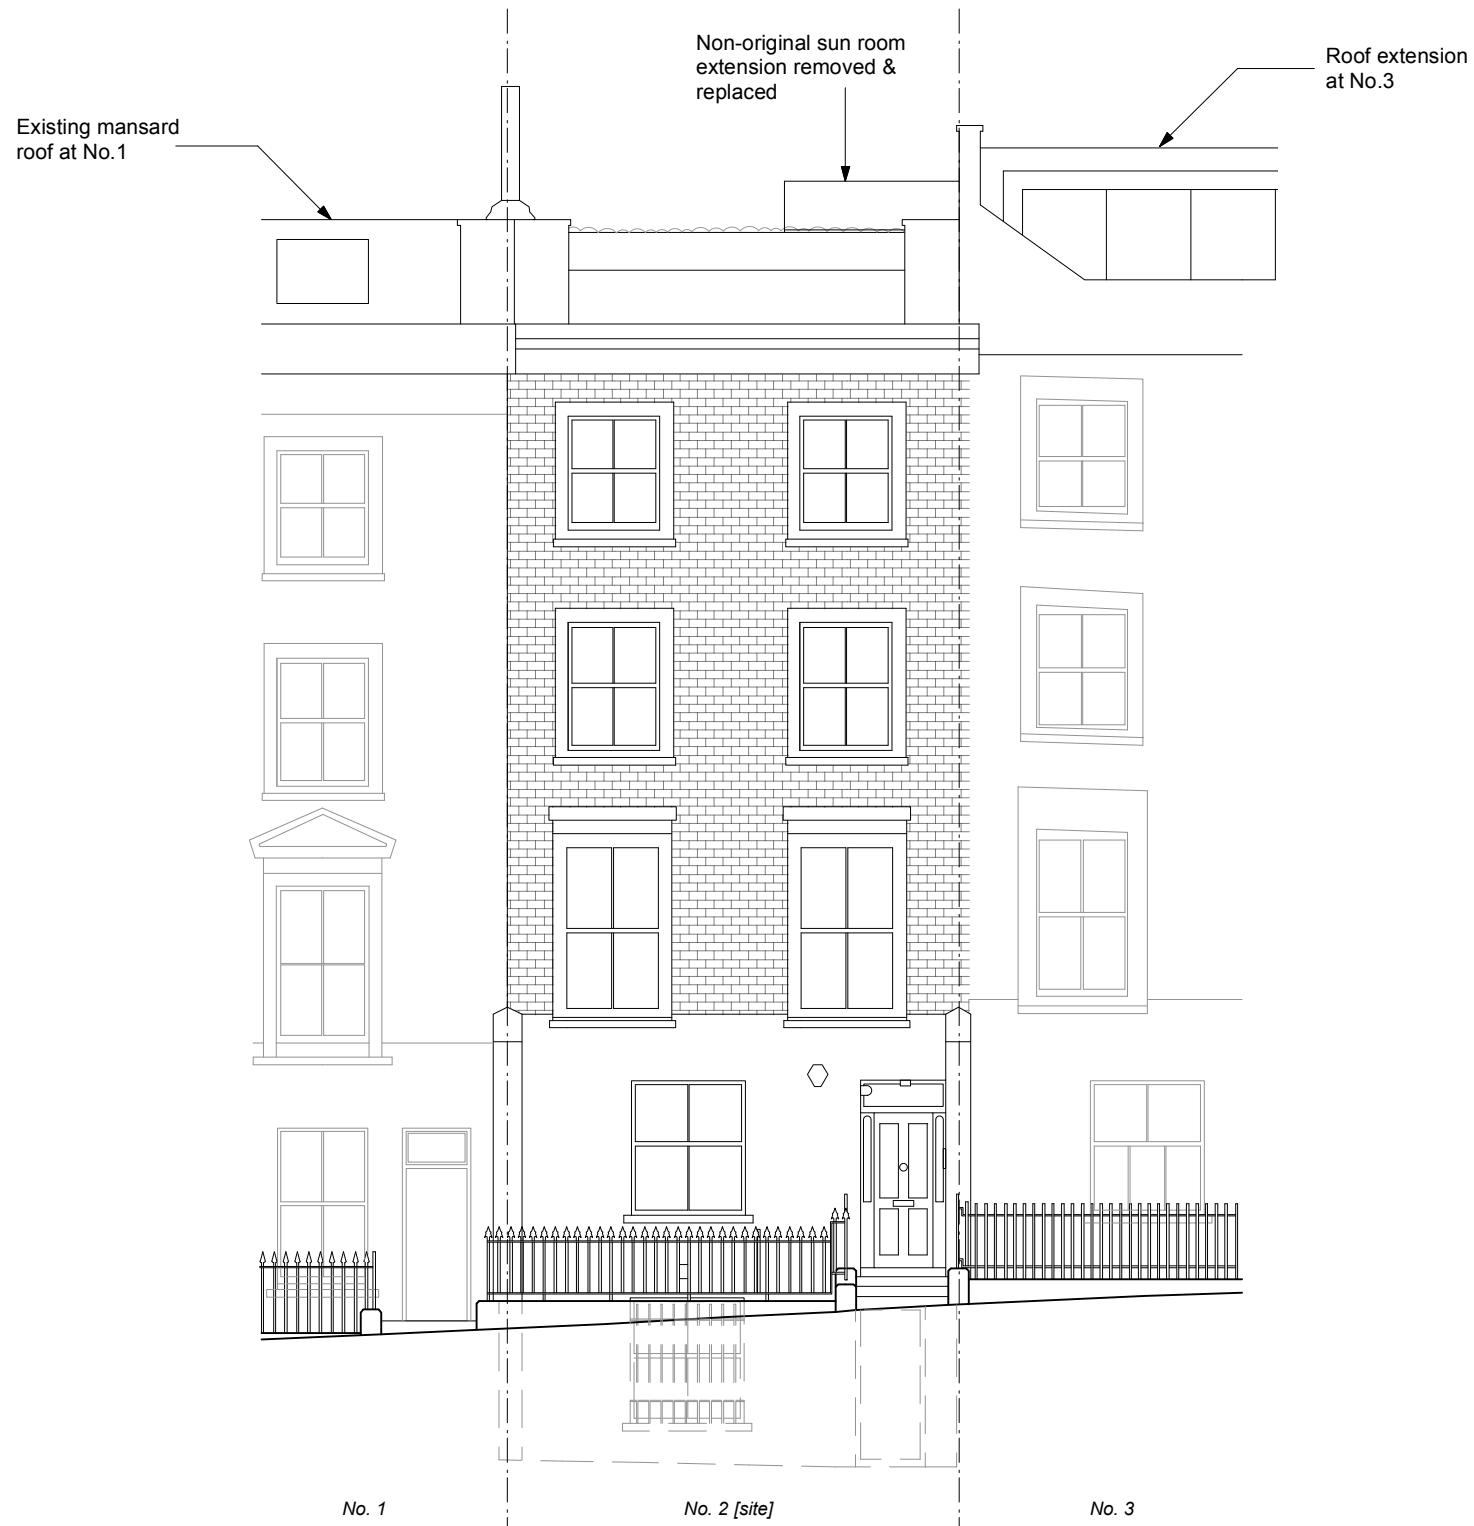 Non-original sun room
extension removed &
replaced
Roof extension
at No.3
Existing mansard
roof at No.1
No. 1
No. 2 [site]
No. 3